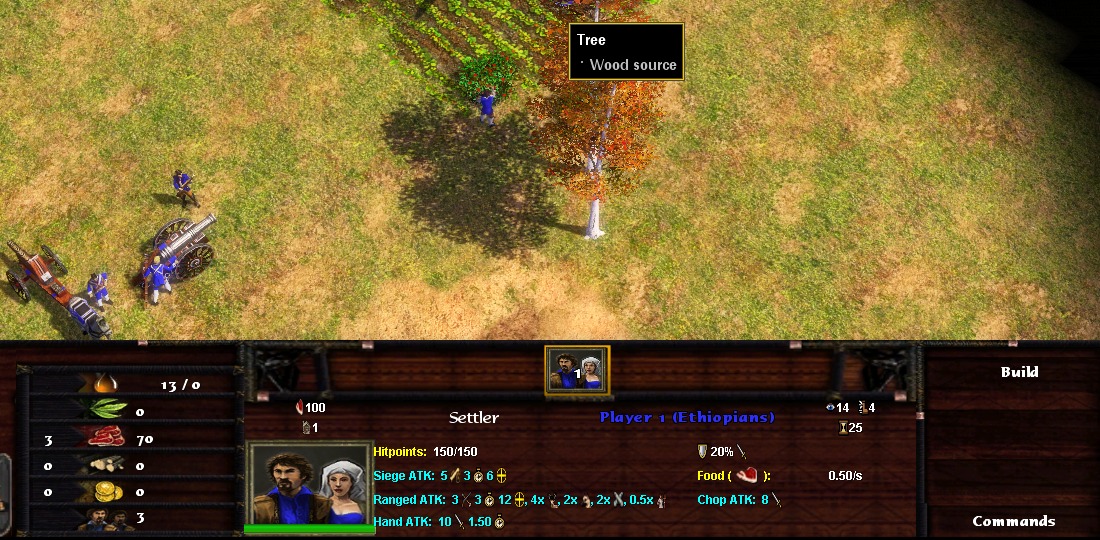 Tree
· Wood source
1
Build
13 / 0
0
3 70
0 0
0 0
3
100
1
Settler
Player 1 (Ethiopians)
14 4
25
Hitpoints: 150/150
20%
Siege ATK: 5 3 6
Food ( ): 0.50/s
Ranged ATK: 3 3 12 , 4x , 2x , 2x , 0.5x
Chop ATK: 8
Hand ATK: 10 1.50
Commands